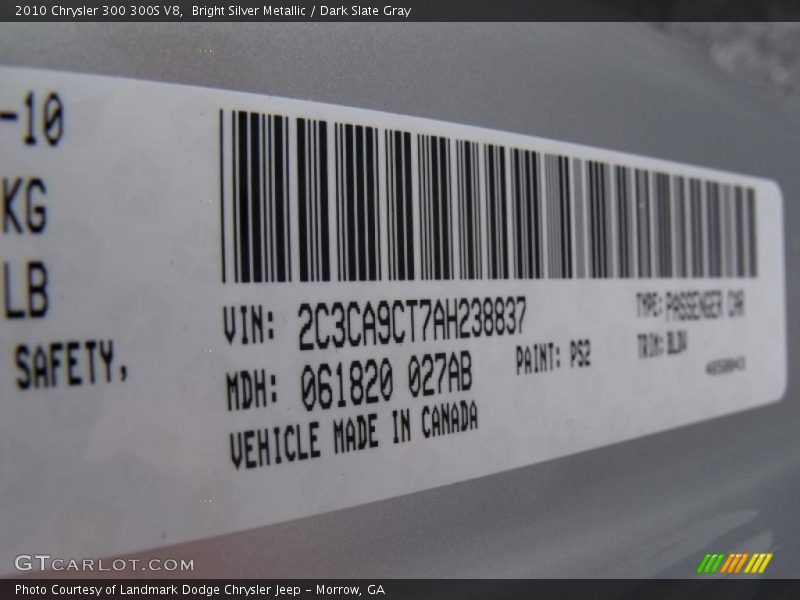 2010 Chrysler 300 300S V8, Bright Silver Metallic / Dark Slate Gray
-10
KG
LB
SAFETY,
VIN: 2C3CA9CT7AH238837 TYPE: PASSENGER CAR
MDH: 061820 027AB PAINT: PS2 TRIM:
VEHICLE MADE IN CANADA
GTCARLOT.COM
Photo Courtesy of Landmark Dodge Chrysler Jeep - Morrow, GA